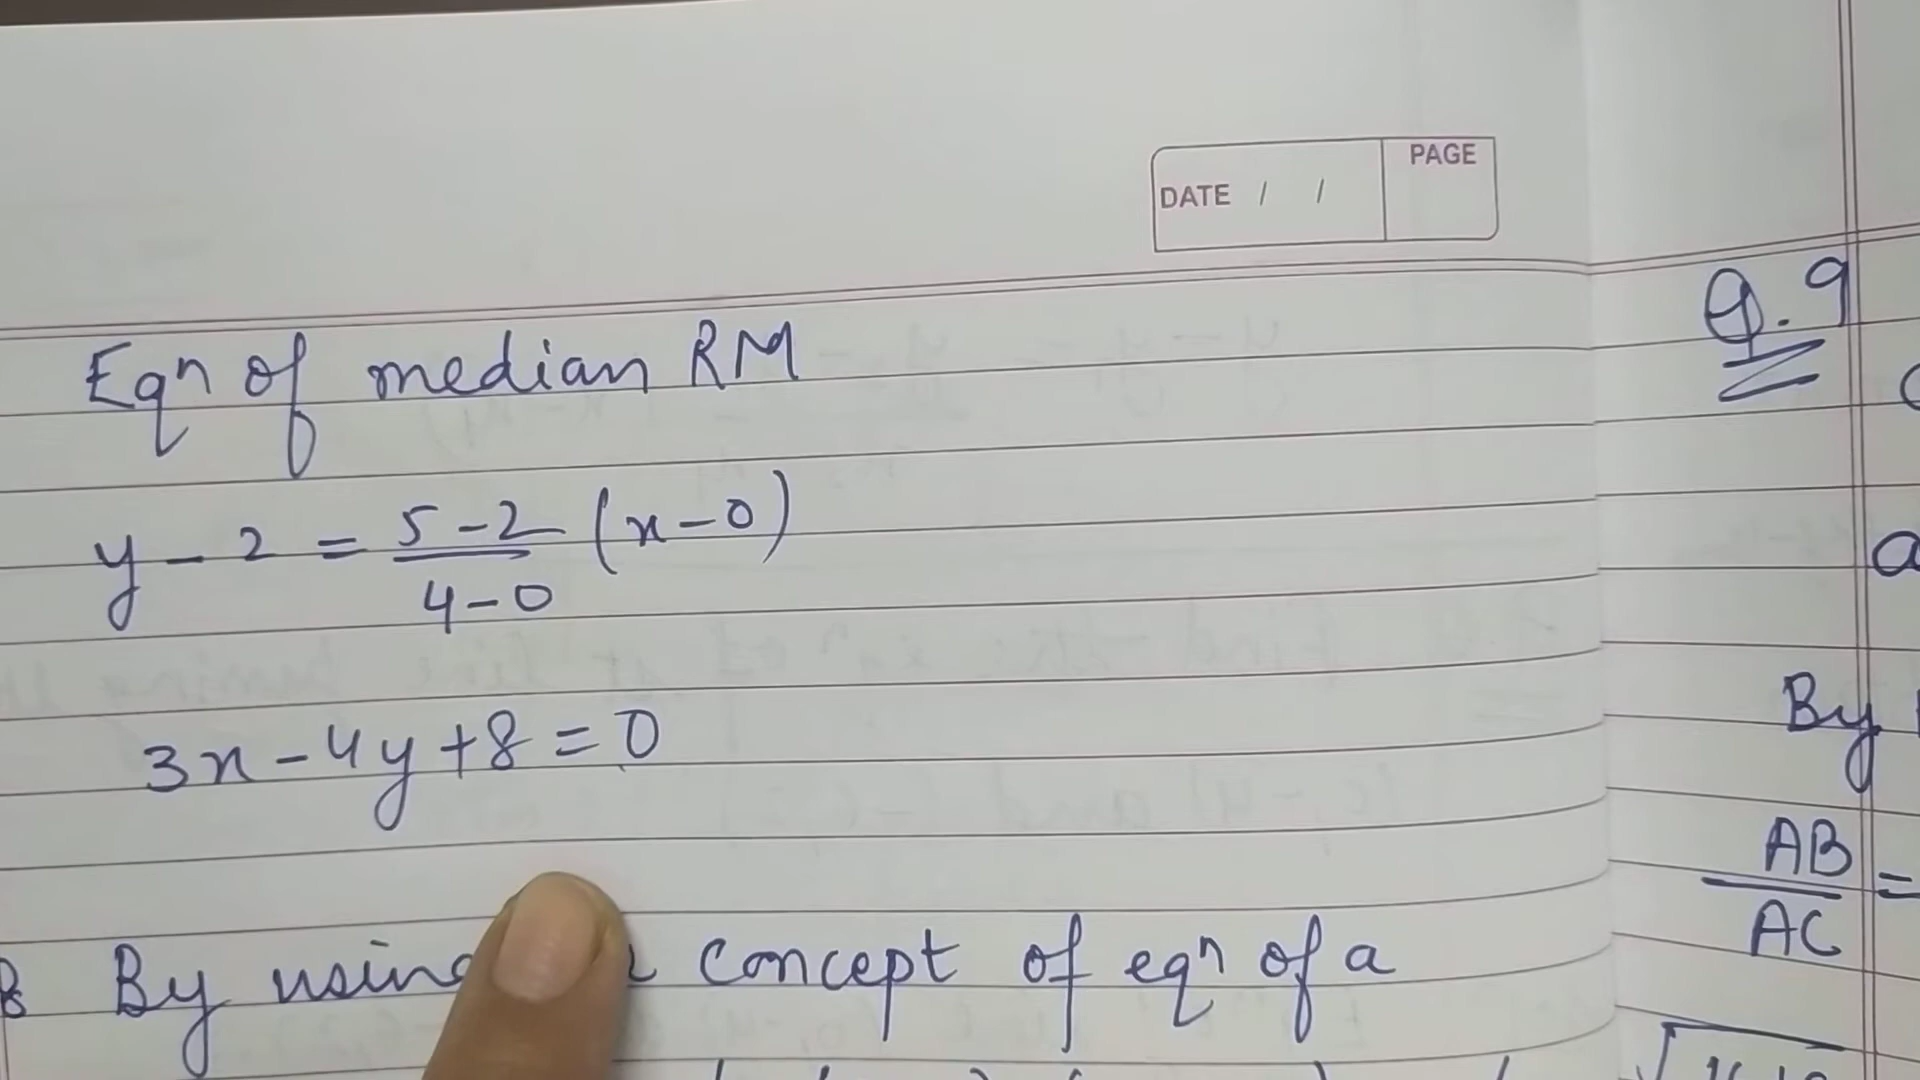 DATE / / PAGE
Eqn of median RM
y - 2 = 5 - 2 / 4 - 0 (x - 0)
3x - 4y + 8 = 0
By using concept of eqn of a
Q.9
a
By
AB / AC =